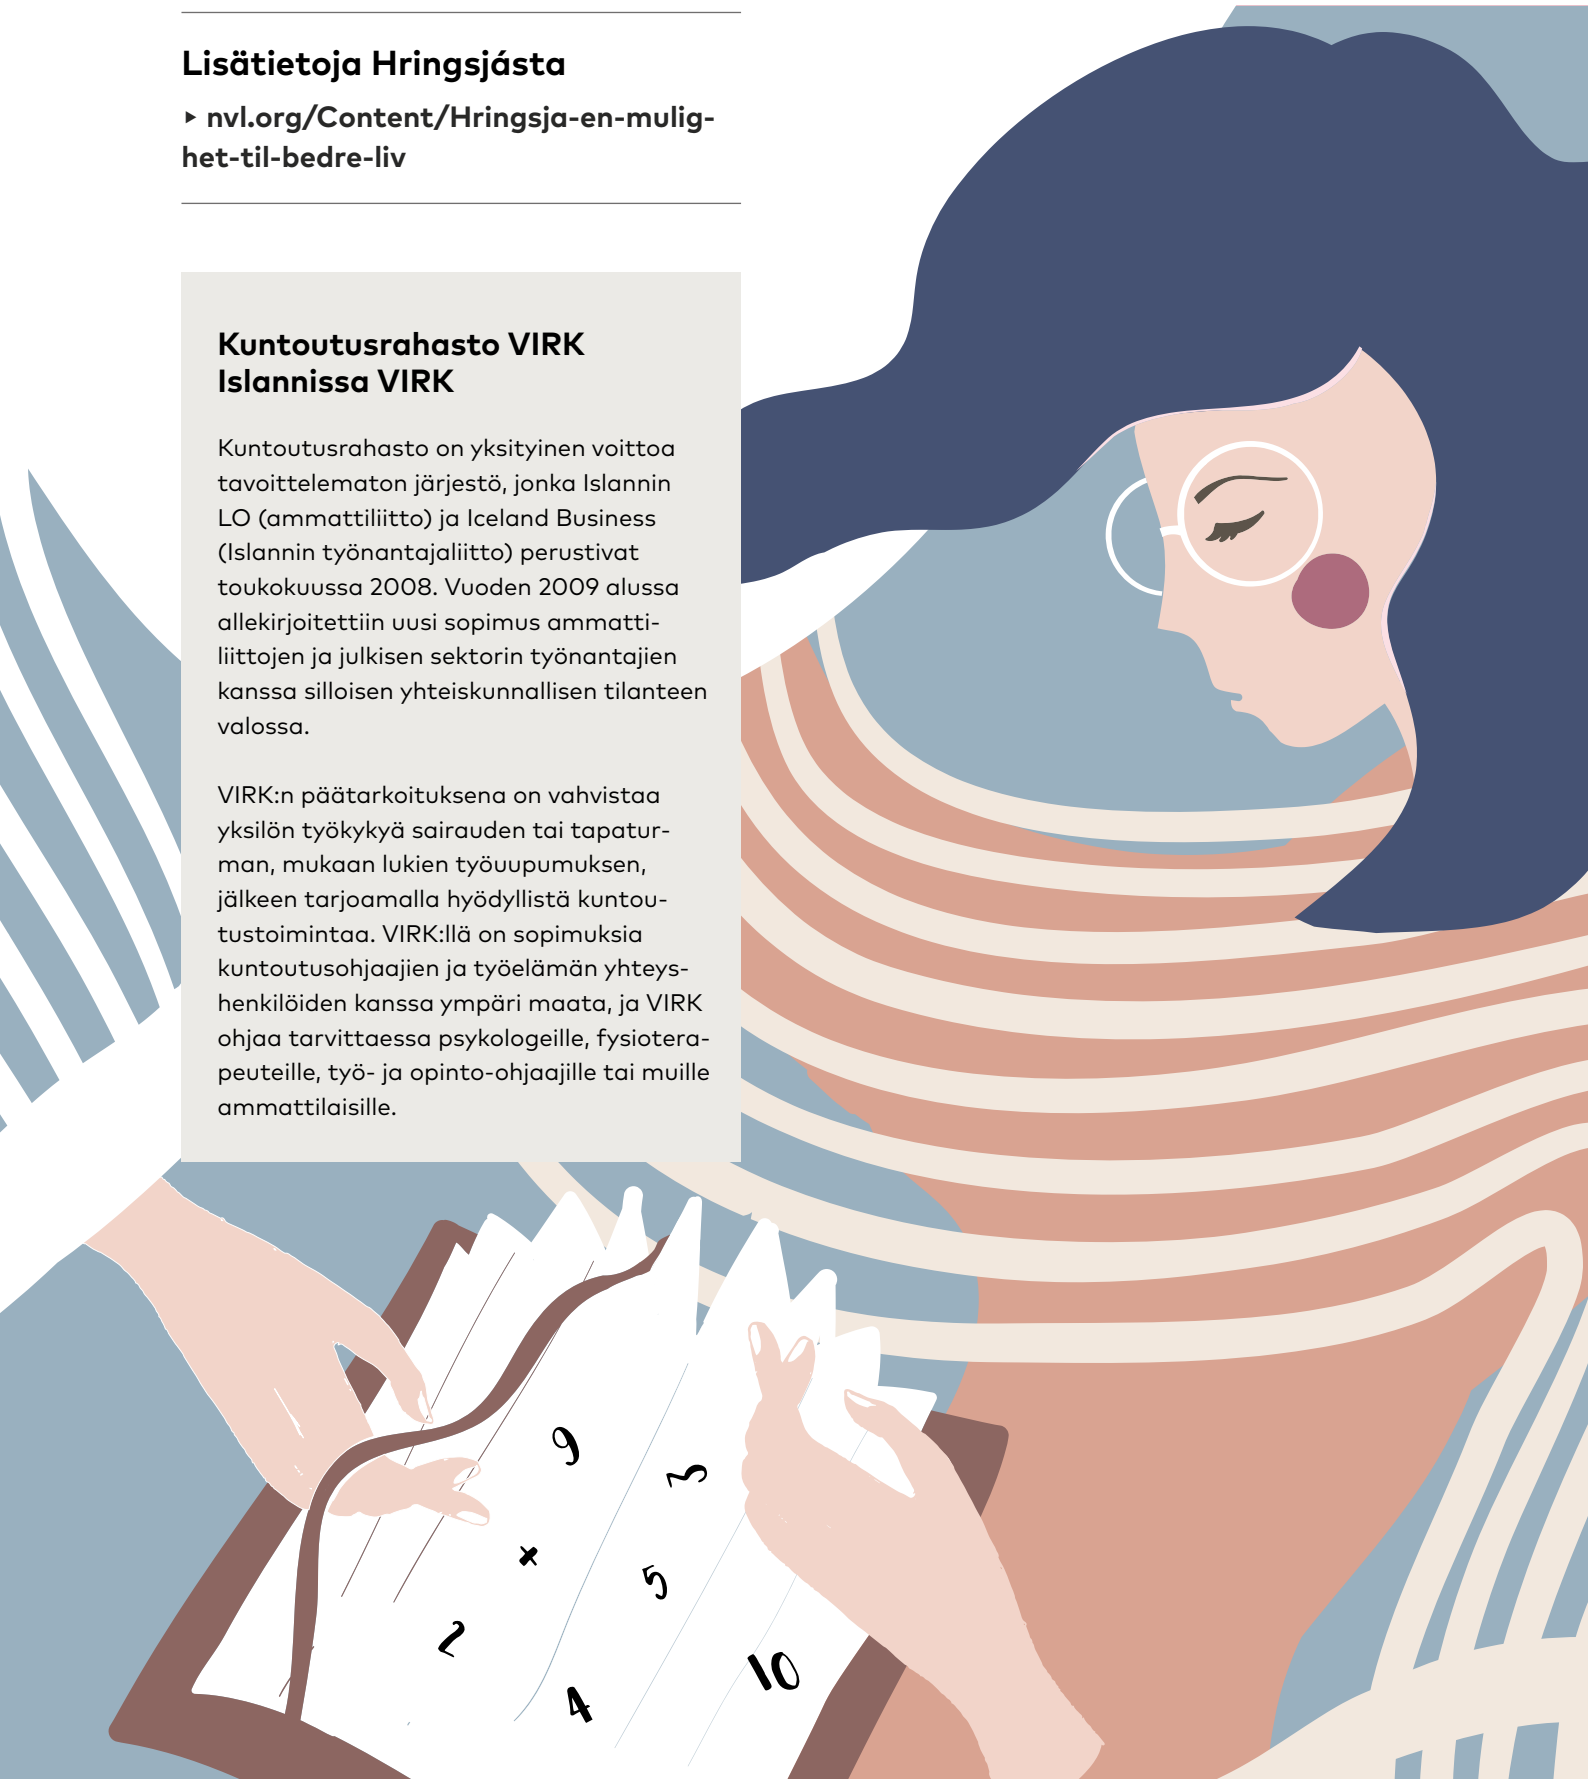 Lisätietoja Hringsjásta
▸ nvl.org/Content/Hringsja-en-mulig-
het-til-bedre-liv
Kuntoutusrahasto VIRK
Islannissa VIRK
Kuntoutusrahasto on yksityinen voittoa
tavoittelematon järjestö, jonka Islannin
LO (ammattiliitto) ja Iceland Business
(Islannin työnantajaliitto) perustivat
toukokuussa 2008. Vuoden 2009 alussa
allekirjoitettiin uusi sopimus ammatti-
liittojen ja julkisen sektorin työnantajien
kanssa silloisen yhteiskunnallisen tilanteen
valossa.
VIRK:n päätarkoituksena on vahvistaa
yksilön työkykyä sairauden tai tapatur-
man, mukaan lukien työuupumuksen,
jälkeen tarjoamalla hyödyllistä kuntou-
tustoimintaa. VIRK:llä on sopimuksia
kuntoutusohjaajien ja työelämän yhteys-
henkilöiden kanssa ympäri maata, ja VIRK
ohjaa tarvittaessa psykologeille, fysiotera-
peuteille, työ- ja opinto-ohjaajille tai muille
ammattilaisille.
9
3
+
5
2
4
10